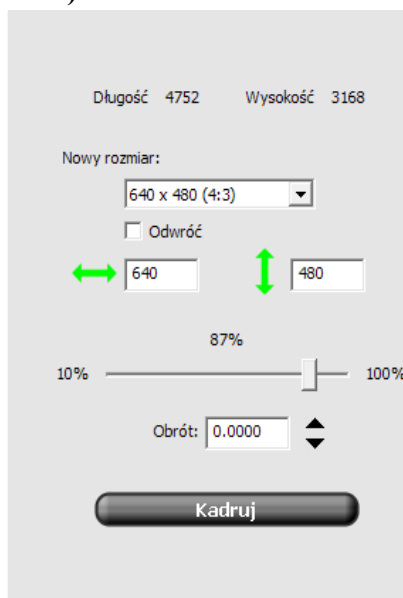 Długość 4752 Wysokość 3168
Nowy rozmiar:
640 x 480 (4:3)
Odwróć
640 480
87%
10% 100%
Obrót: 0.0000
Kadruj